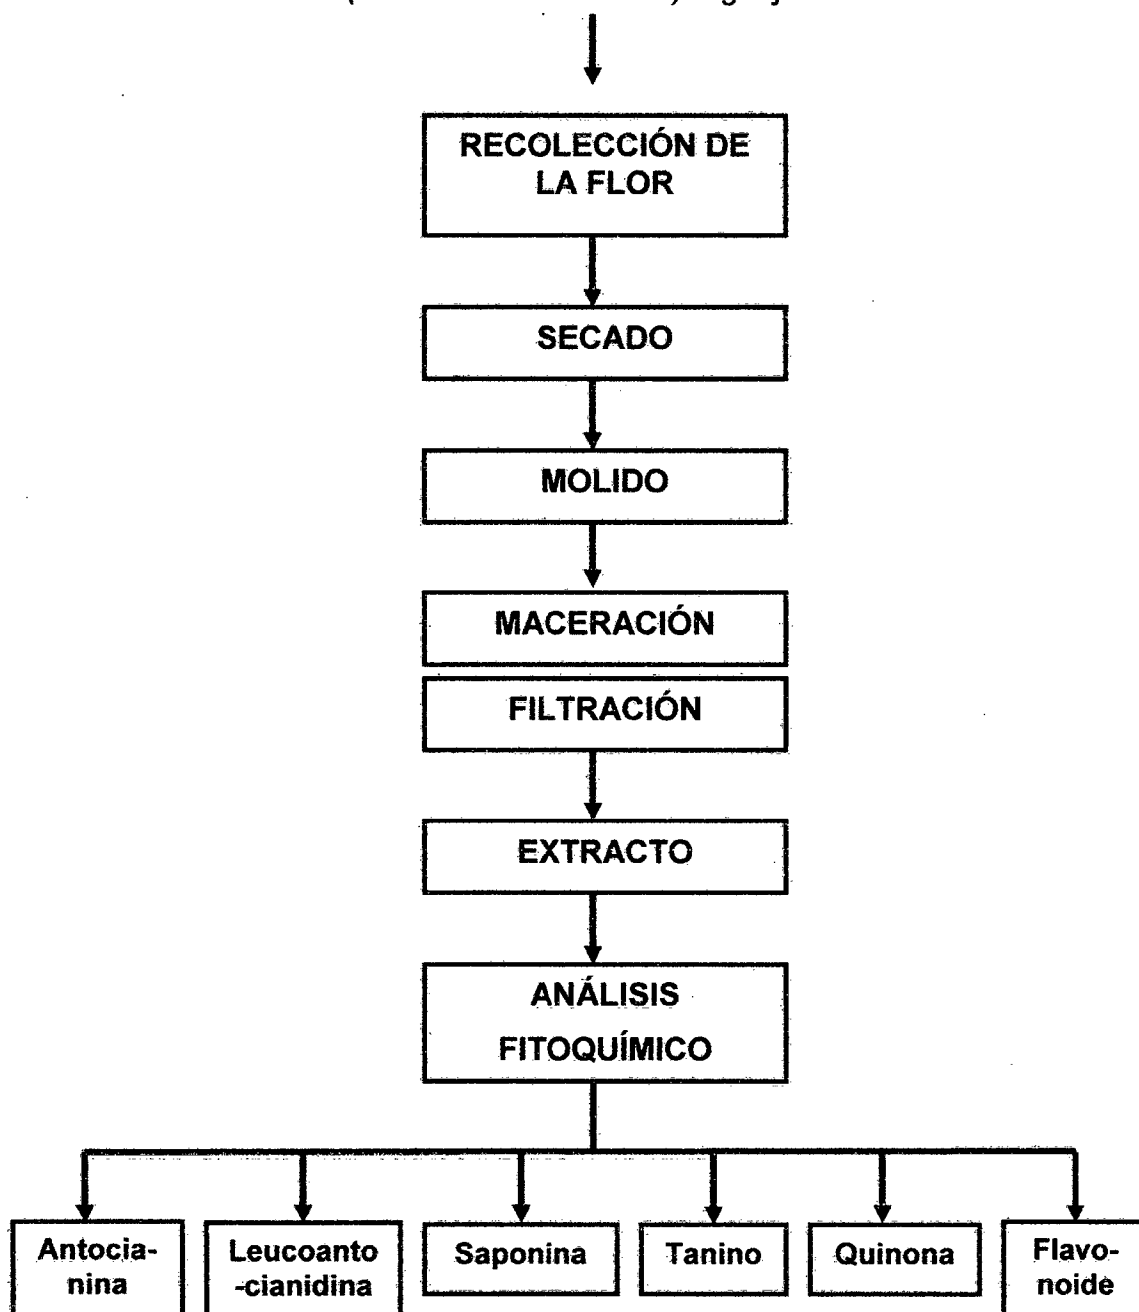 RECOLECCIÓN DE
LA FLOR
SECADO
MOLIDO
MACERACIÓN
FILTRACIÓN
EXTRACTO
ANÁLISIS
FITOQUÍMICO
Antocia-
nina
Leucoanto
-cianidina
Saponina
Tanino
Quinona
Flavo-
noide